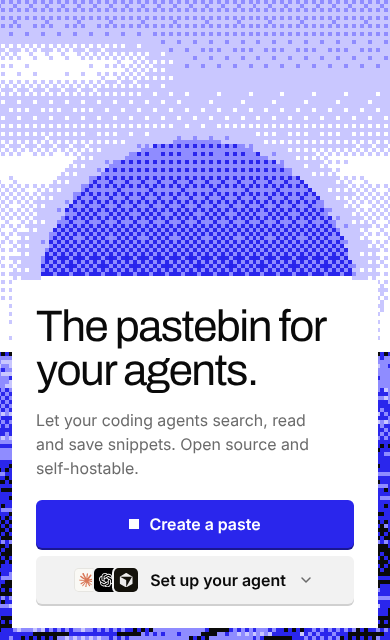 The pastebin for
your agents.
Let your coding agents search, read
and save snippets. Open source and
self-hostable.
Create a paste
Set up your agent